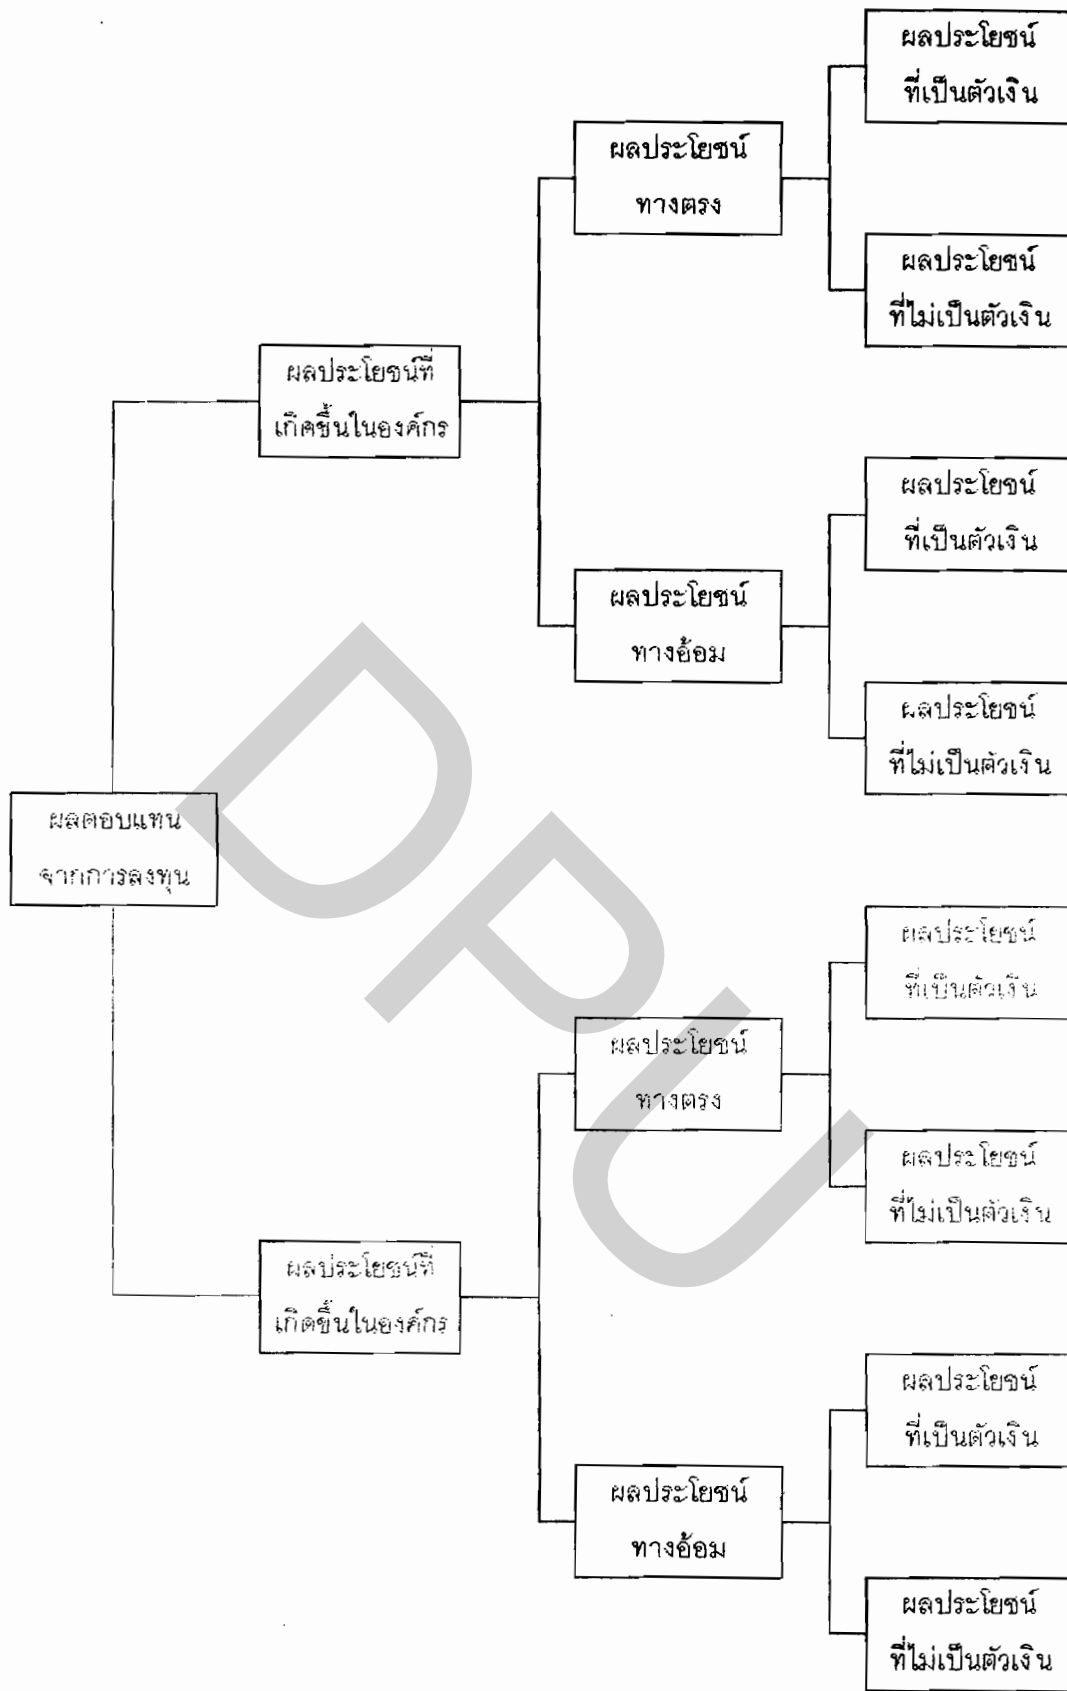 ผลประโยชน์
ที่เป็นตัวเงิน
ผลประโยชน์
ทางตรง
ผลประโยชน์
ที่ไม่เป็นตัวเงิน
ผลประโยชน์ที่
เกิดขึ้นในองค์กร
ผลประโยชน์
ที่เป็นตัวเงิน
ผลประโยชน์
ทางอ้อม
ผลประโยชน์
ที่ไม่เป็นตัวเงิน
ผลตอบแทน
จากการลงทุน
ผลประโยชน์
ที่เป็นตัวเงิน
ผลประโยชน์
ทางตรง
ผลประโยชน์
ที่ไม่เป็นตัวเงิน
ผลประโยชน์ที่
เกิดขึ้นในองค์กร
ผลประโยชน์
ที่เป็นตัวเงิน
ผลประโยชน์
ทางอ้อม
ผลประโยชน์
ที่ไม่เป็นตัวเงิน
DPU